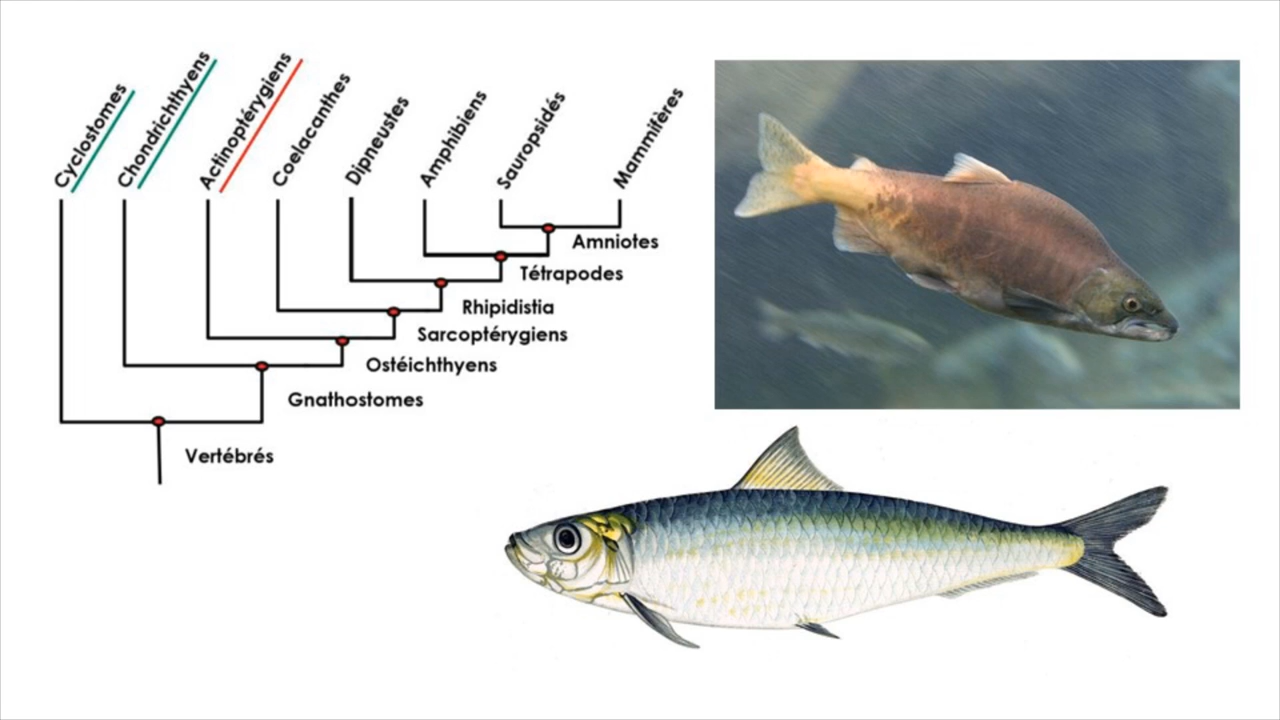 Cyclostomes
Chondrichthyens
Actinoptérygiens
Coelacanthes
Dipneustes
Amphibiens
Sauropsidés
Mammifères
Amniotes
Tétrapodes
Rhipidistia
Sarcoptérygiens
Ostéichthyens
Gnathostomes
Vertébrés